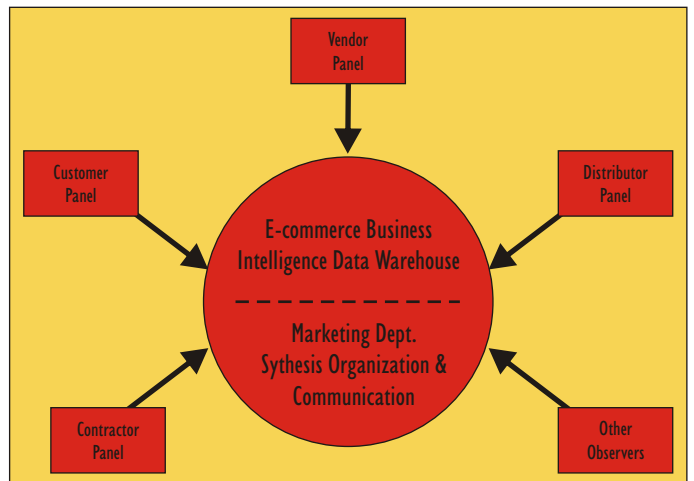 Vendor
Panel
Customer
Panel
Distributor
Panel
E-commerce Business
Intelligence Data Warehouse
Marketing Dept.
Sythesis Organization &
Communication
Contractor
Panel
Other
Observers